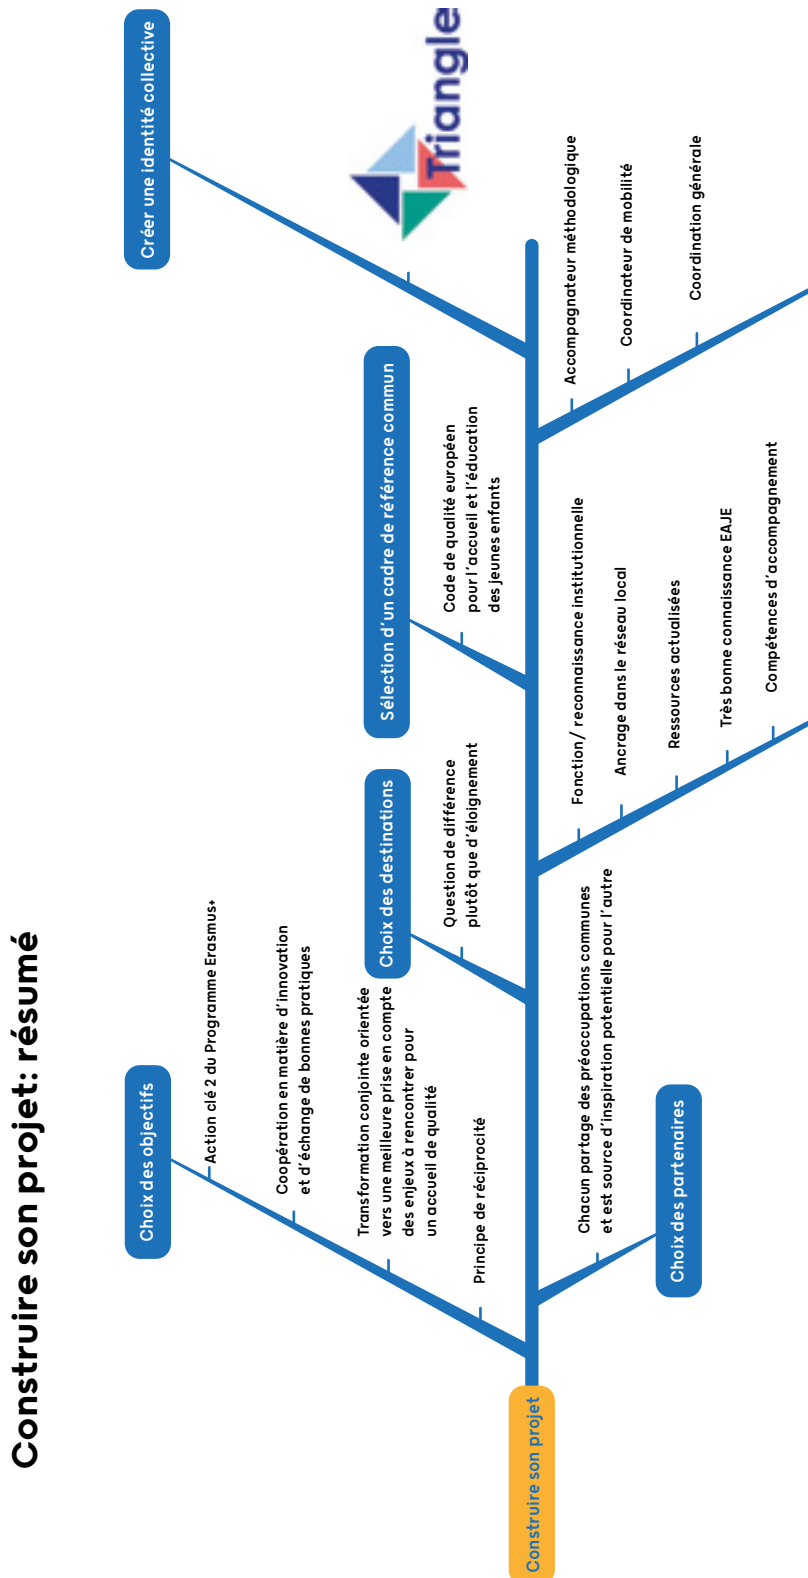 Construire son projet: résumé
Construire son projet
Choix des objectifs
Action clé 2 du Programme Erasmus+
Coopération en matière d'innovation
et d'échange de bonnes pratiques
Transformation conjointe orientée
vers une meilleure prise en compte
des enjeux à rencontrer pour
un accueil de qualité
Principe de réciprocité
Choix des partenaires
Chacun partage des préoccupations communes
et est source d'inspiration potentielle pour l'autre
Choix des destinations
Question de différence
plutôt que d'éloignement
Fonction/ reconnaissance institutionnelle
Ancrage dans le réseau local
Ressources actualisées
Très bonne connaissance EAJE
Compétences d'accompagnement
Sélection d'un cadre de référence commun
Code de qualité européen
pour l'accueil et l'éducation
des jeunes enfants
Accompagnateur méthodologique
Coordinateur de mobilité
Coordination générale
Créer une identité collective
Triangle